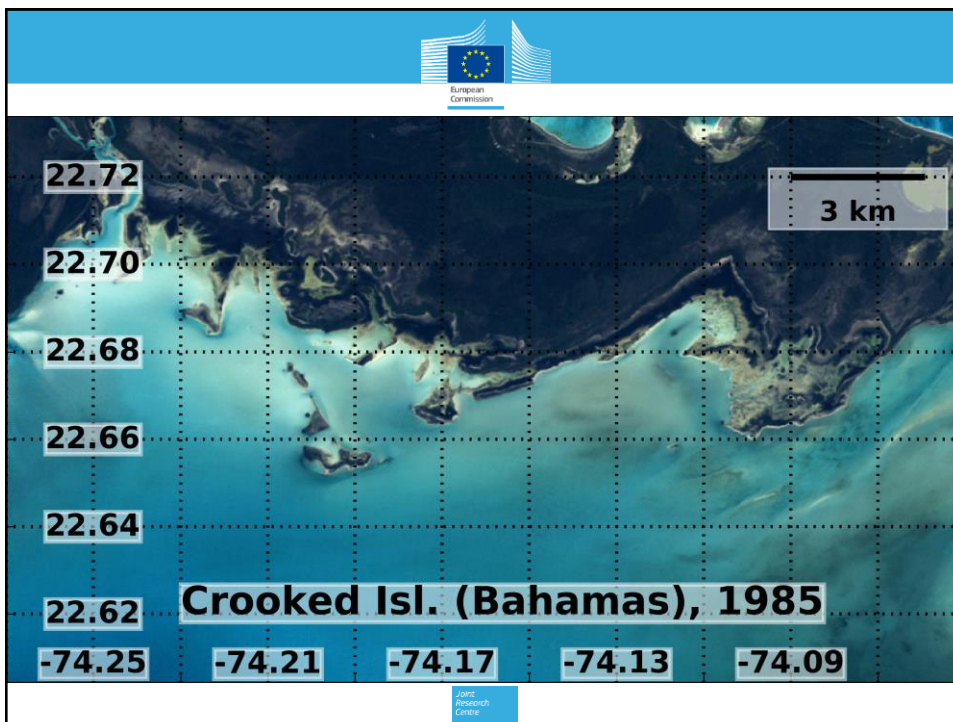 European
Commission
22.72
3 km
22.70
22.68
22.66
22.64
22.62
Crooked Isl. (Bahamas), 1985
-74.25 -74.21 -74.17 -74.13 -74.09
Joint
Research
Centre